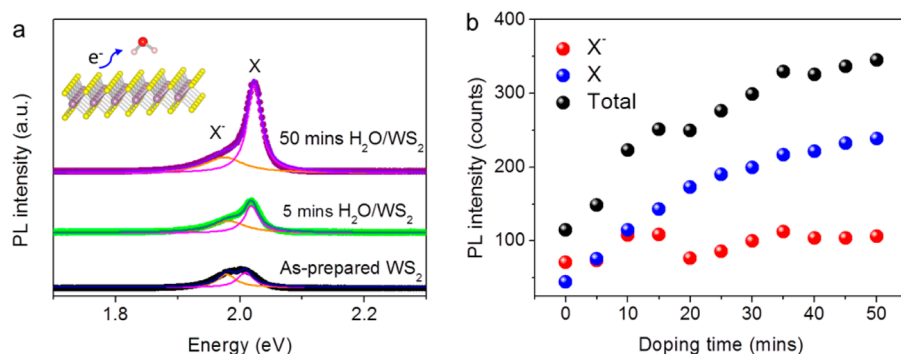 a
e⁻
X
X⁻
50 mins H₂O/WS₂
5 mins H₂O/WS₂
As-prepared WS₂
PL intensity (a.u.)
1.8 2.0 2.2
Energy (eV)
b
400
300
200
100
X⁻
X
Total
PL intensity (counts)
0 10 20 30 40 50
Doping time (mins)